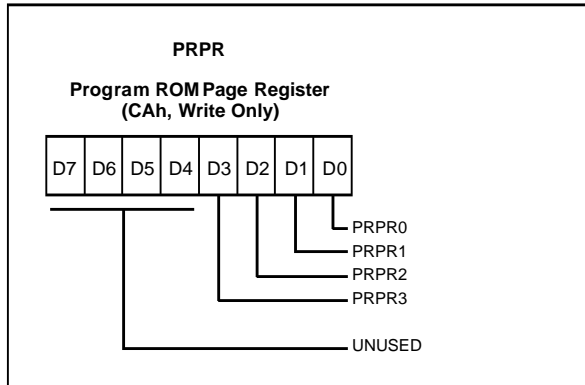 PRPR
Program ROM Page Register
(CAh, Write Only)
D7 D6 D5 D4 D3 D2 D1 D0
PRPR0
PRPR1
PRPR2
PRPR3
UNUSED